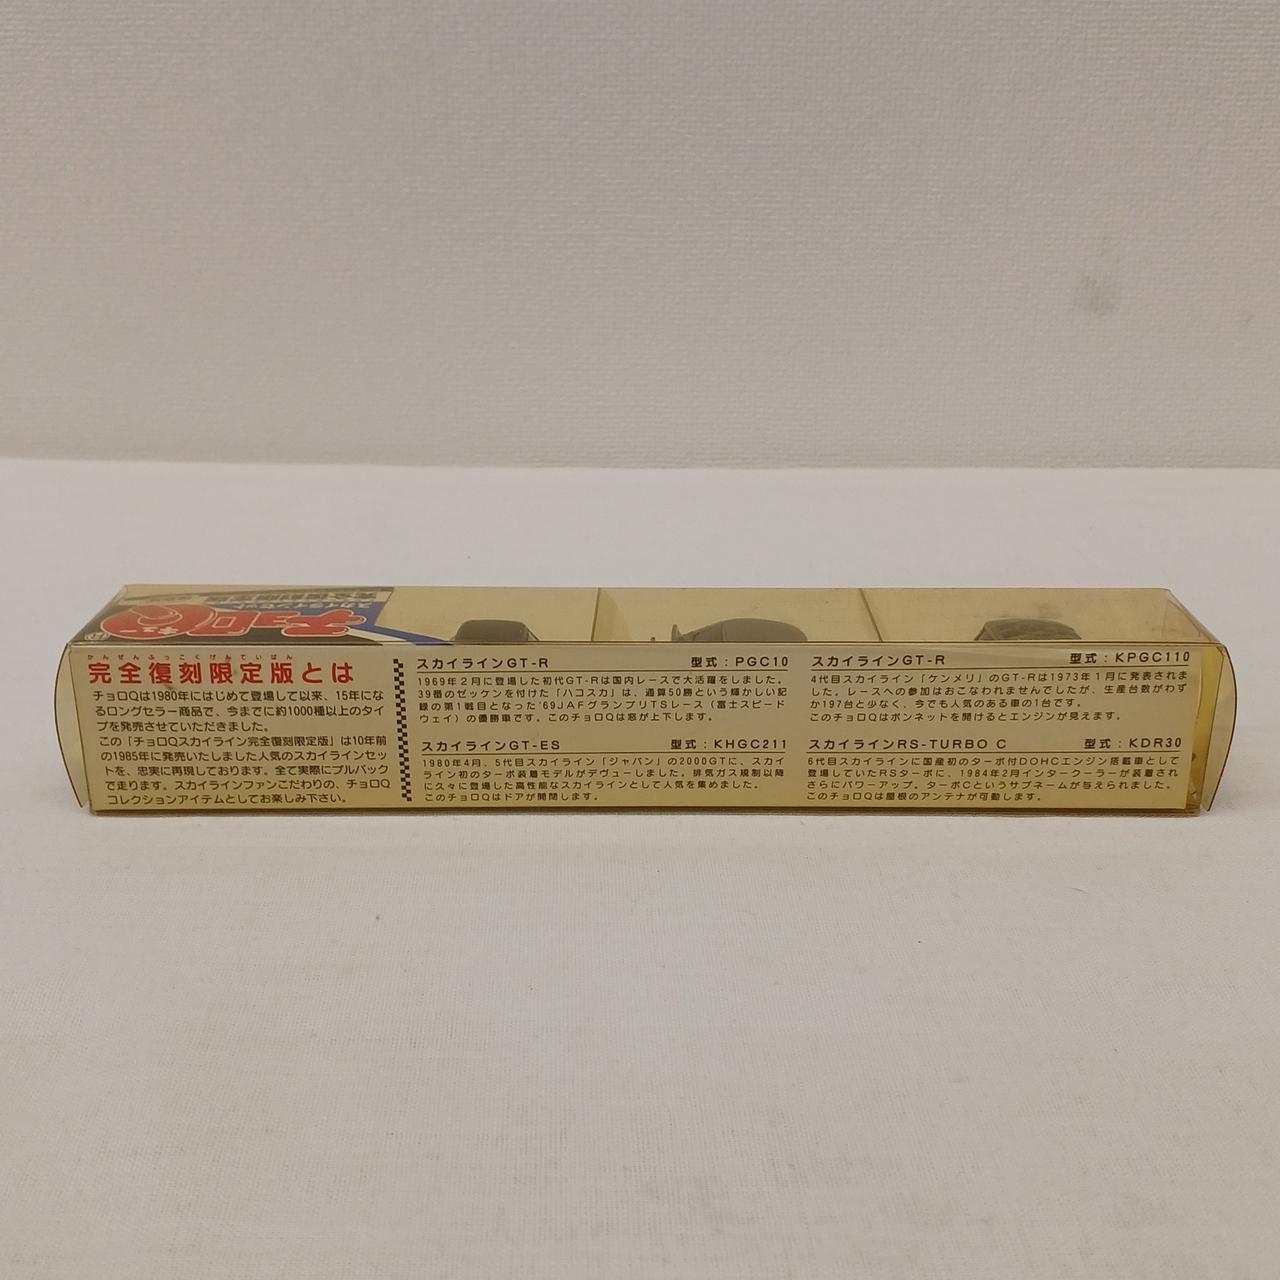 スカイラインセット
チョロQ
キュー
かんぜんふっこくげんていばん
完全復刻限定版とは
チョロQは1980年にはじめて登場して以来、15年にな
るロングセラー商品で、今までに約1000種以上のタイ
プを発売させていただきました。
この「チョロQスカイライン完全復刻限定版」は10年前
の1985年に発売いたしました人気のスカイラインセッ
トを、忠実に再現しております。全て実際にプルバック
で走ります。スカイラインファンこだわりの、チョロQ
コレクションアイテムとしてお楽しみ下さい。
スカイラインGT-R 型式：PGC10
1969年2月に登場した初代GT-Rは国内レースで大活躍をしました。
39番のゼッケンを付けた「ハコスカ」は、通算50勝という輝かしい記
録の第1戦目となった'69JAFグランプリTSレース（富士スピード
ウェイ）の優勝車です。このチョロQは窓が上下します。
スカイラインGT-ES 型式：KHGC211
1980年4月、5代目スカイライン「ジャパン」の2000GTに、スカイ
ライン初のターボ装着モデルがデヴューしました。排気ガス規制以降
に久々に登場した高性能なスカイラインとして人気を集めました。
このチョロQはドアが開閉します。
スカイラインGT-R 型式：KPGC110
4代目スカイライン「ケンメリ」のGT-Rは1973年1月に発表されま
した。レースへの参加はおこなわれませんでしたが、生産台数がわず
か197台と少なく、今でも人気のある車の1台です。
このチョロQはボンネットを開けるとエンジンが見えます。
スカイラインRS-TURBO C 型式：KDR30
6代目スカイラインに国産初のターボ付DOHCエンジン搭載車として
登場していたRSターボに、1984年2月インタークーラーが装着され
さらにパワーアップ。ターボCというサブネームが与えられました。
このチョロQは屋根のアンテナが可動します。